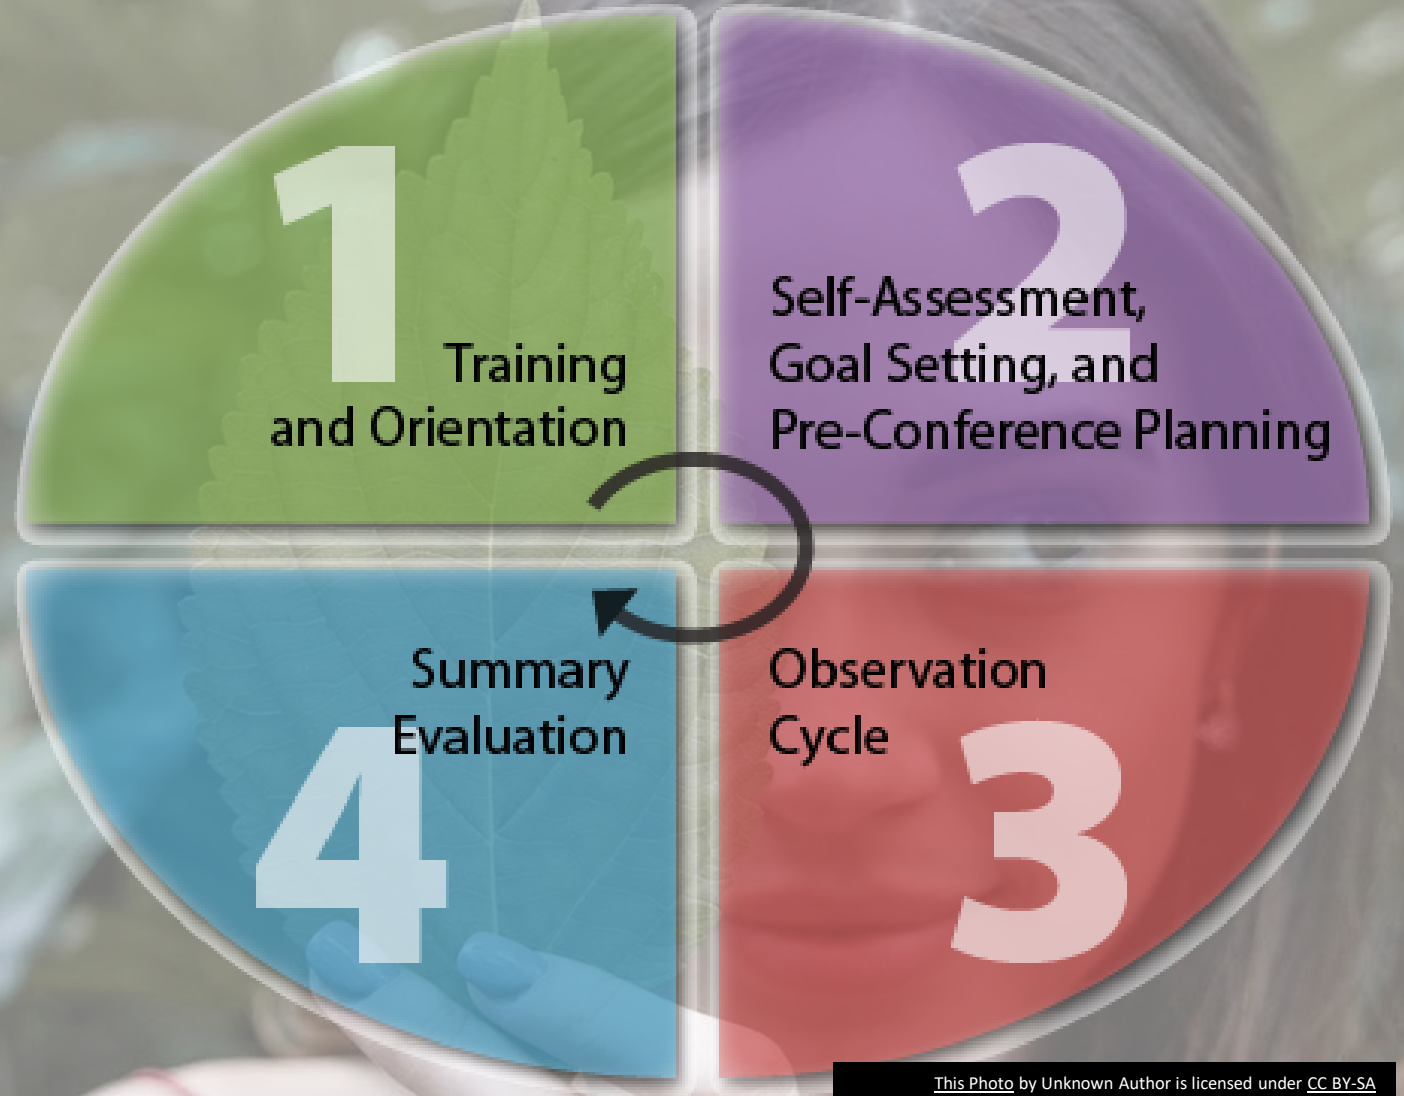 1
Training
and Orientation
2
Self-Assessment,
Goal Setting, and
Pre-Conference Planning
Observation
Cycle
3
Summary
Evaluation
4
This Photo by Unknown Author is licensed under CC BY-SA